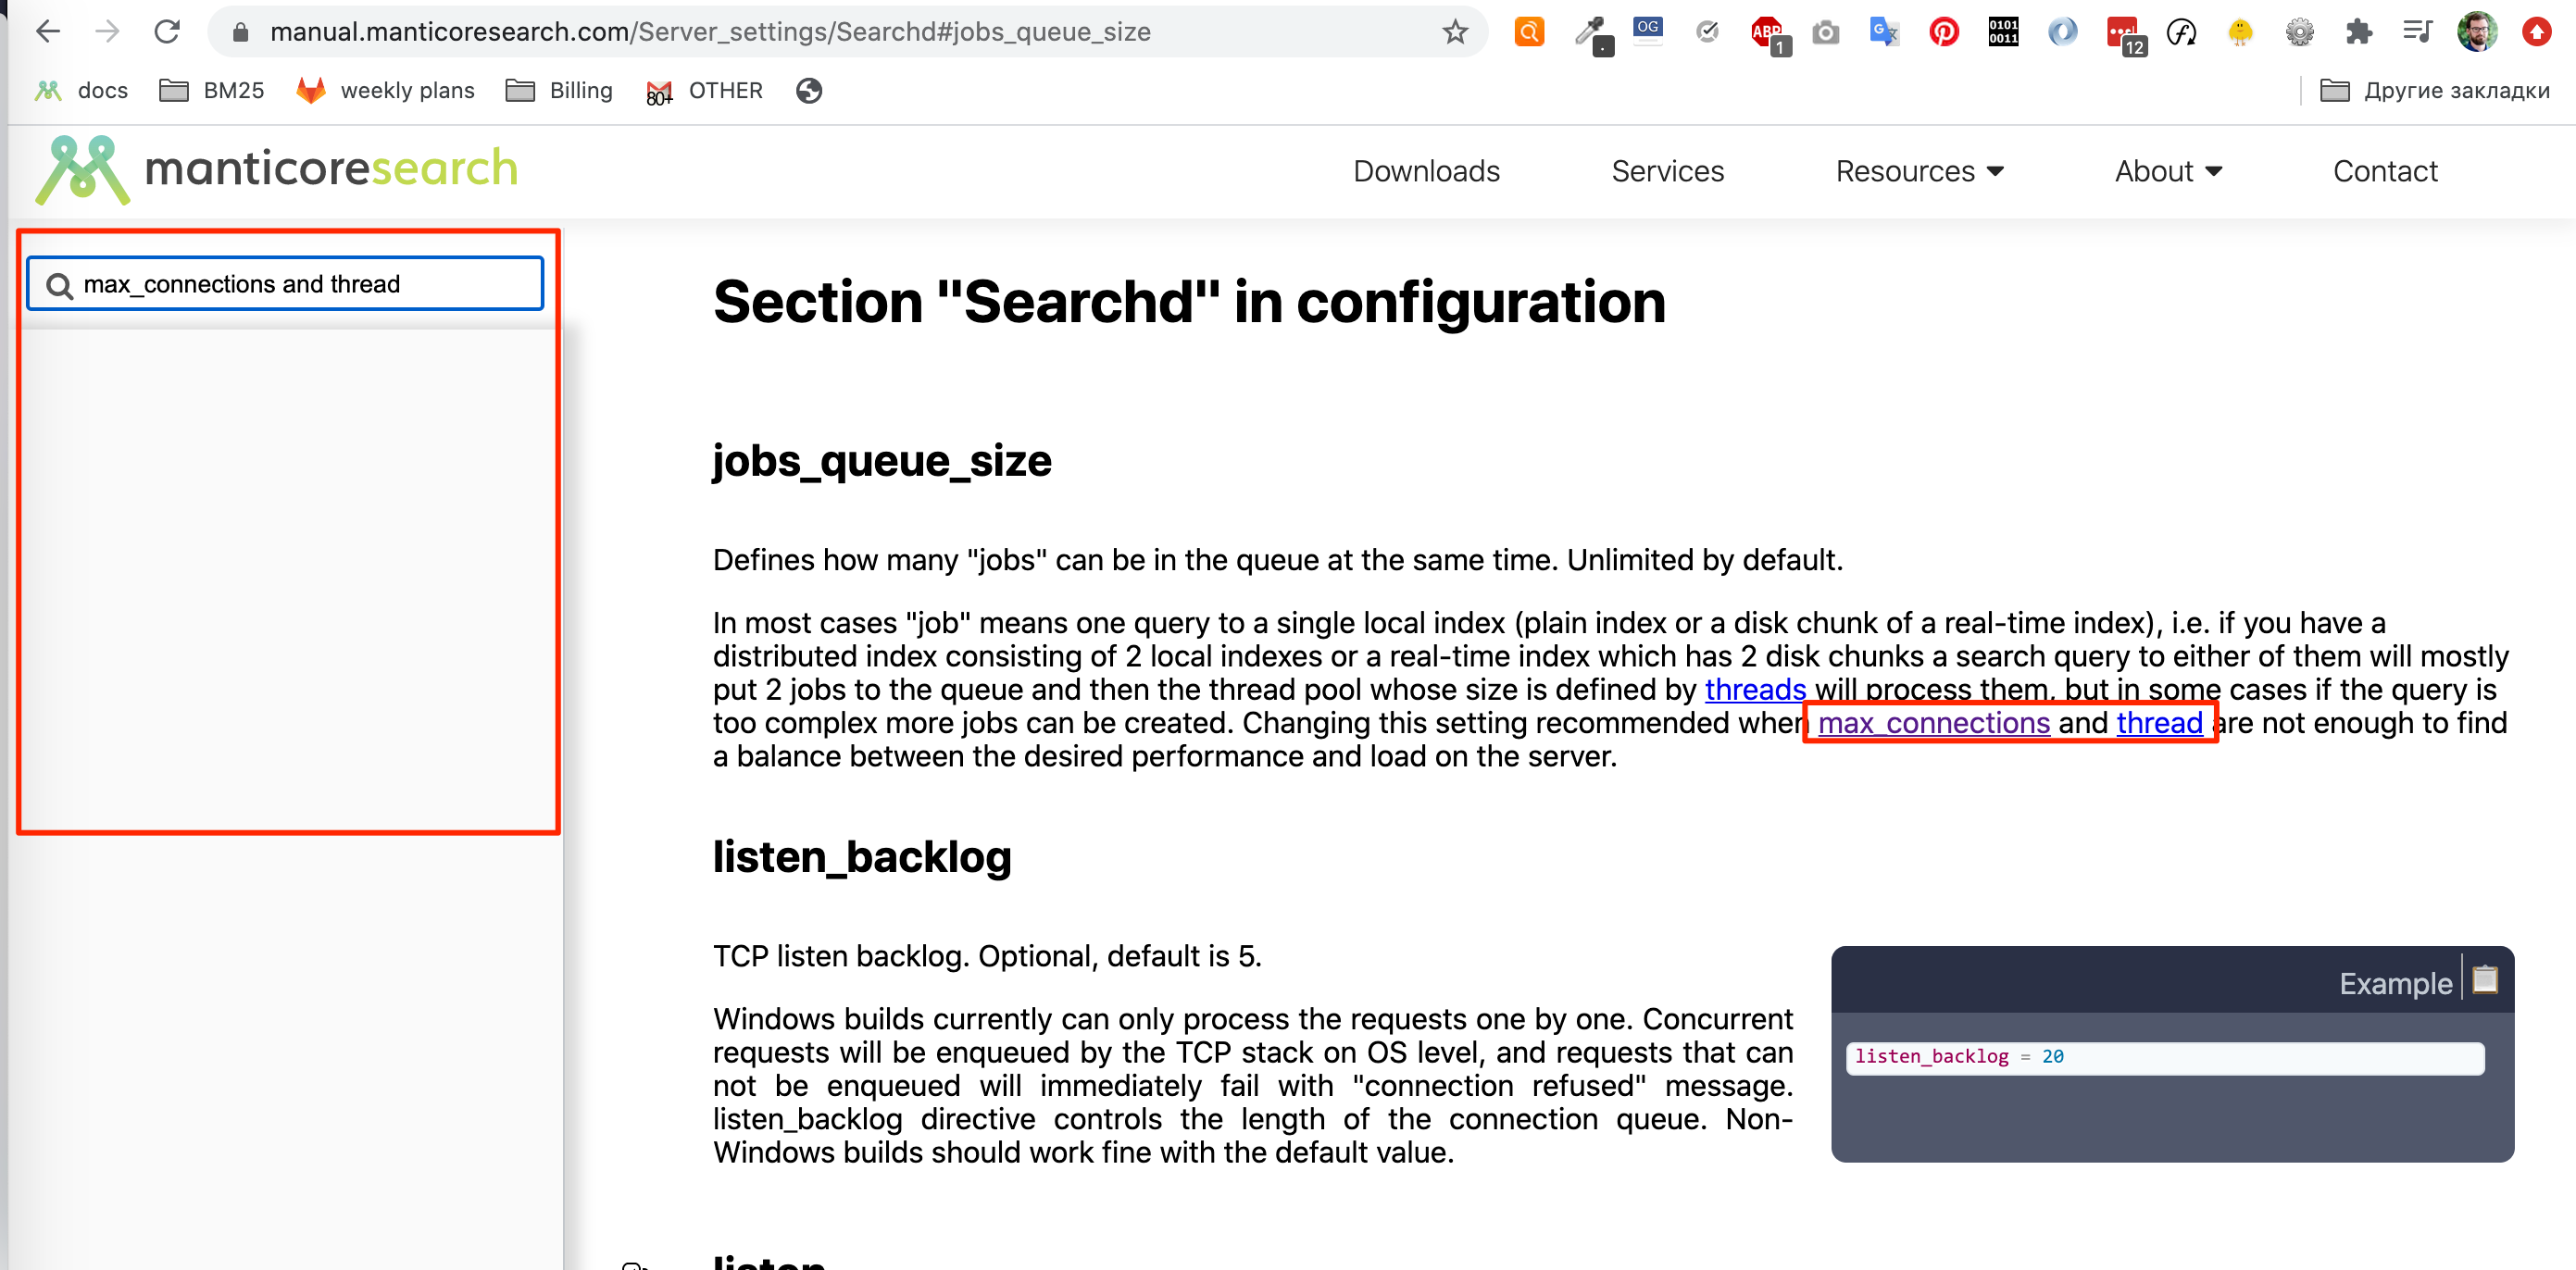 manual.manticoresearch.com/Server_settings/Searchd#jobs_queue_size
OG
ABP
1
0101
0011
12
docs
BM25
weekly plans
Billing
80+
OTHER
Другие закладки
manticoresearch
Downloads
Services
Resources
About
Contact
max_connections and thread
Section "Searchd" in configuration
jobs_queue_size
Defines how many "jobs" can be in the queue at the same time. Unlimited by default.
In most cases "job" means one query to a single local index (plain index or a disk chunk of a real-time index), i.e. if you have a
distributed index consisting of 2 local indexes or a real-time index which has 2 disk chunks a search query to either of them will mostly
put 2 jobs to the queue and then the thread pool whose size is defined by threads will process them, but in some cases if the query is
too complex more jobs can be created. Changing this setting recommended when max_connections and thread are not enough to find
a balance between the desired performance and load on the server.
listen_backlog
TCP listen backlog. Optional, default is 5.
Windows builds currently can only process the requests one by one. Concurrent
requests will be enqueued by the TCP stack on OS level, and requests that can
not be enqueued will immediately fail with "connection refused" message.
listen_backlog directive controls the length of the connection queue. Non-
Windows builds should work fine with the default value.
Example
listen_backlog = 20
listen